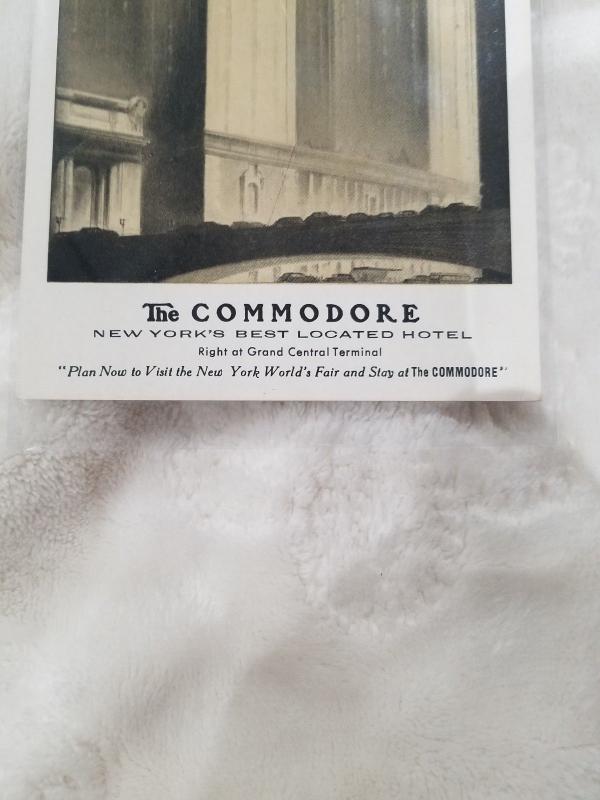 The COMMODORE
NEW YORK'S BEST LOCATED HOTEL
Right at Grand Central Terminal
"Plan Now to Visit the New York World's Fair and Stay at The COMMODORE"